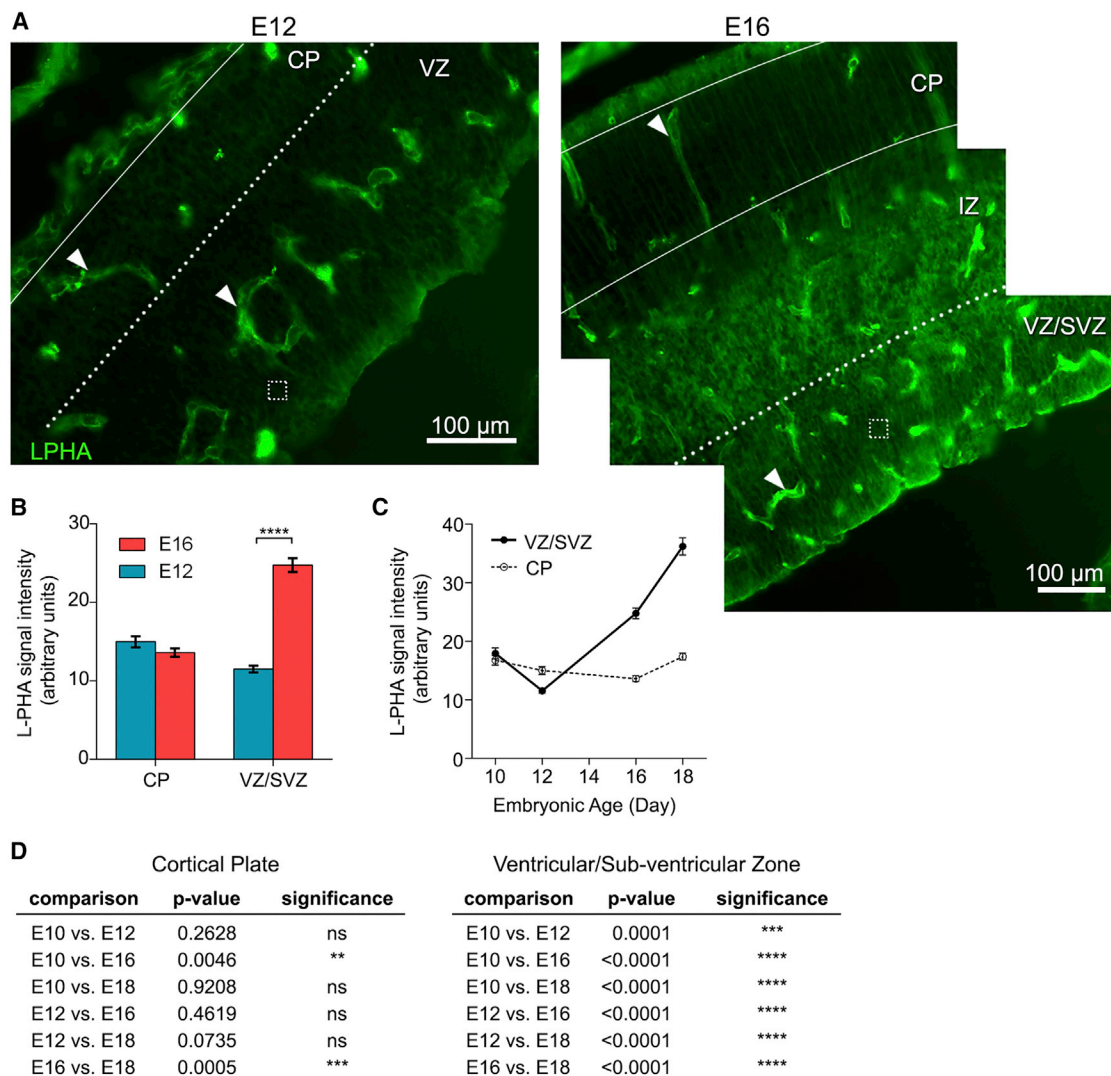 A
E12
E16
CP
VZ
LPHA
100 µm
CP
IZ
VZ/SVZ
100 µm
B
L-PHA signal intensity
(arbitrary units)
30
20
10
0
E16
E12
****
CP
VZ/SVZ
C
L-PHA signal intensity
(arbitrary units)
40
30
20
10
0
VZ/SVZ
CP
10 12 14 16 18
Embryonic Age (Day)
D
Cortical Plate
comparison p-value significance
E10 vs. E12 0.2628 ns
E10 vs. E16 0.0046 **
E10 vs. E18 0.9208 ns
E12 vs. E16 0.4619 ns
E12 vs. E18 0.0735 ns
E16 vs. E18 0.0005 ***
Ventricular/Sub-ventricular Zone
comparison p-value significance
E10 vs. E12 0.0001 ***
E10 vs. E16 <0.0001 ****
E10 vs. E18 <0.0001 ****
E12 vs. E16 <0.0001 ****
E12 vs. E18 <0.0001 ****
E16 vs. E18 <0.0001 ****